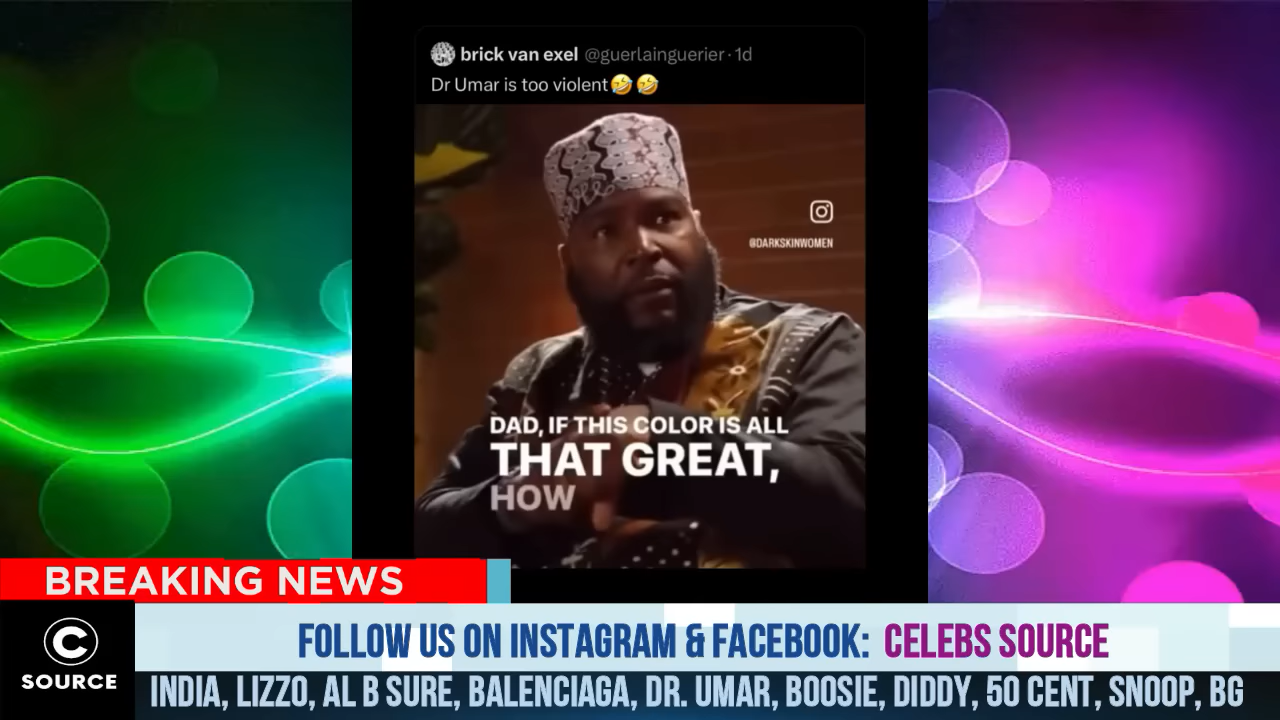 brick van exel @guerlainguerier · 1d
Dr Umar is too violent🤣🤣
@DARKSKINWOMEN
DAD, IF THIS COLOR IS ALL
THAT GREAT,
HOW
BREAKING NEWS
C
SOURCE
FOLLOW US ON INSTAGRAM & FACEBOOK: CELEBS SOURCE
INDIA, LIZZO, AL B SURE, BALENCIAGA, DR. UMAR, BOOSIE, DIDDY, 50 CENT, SNOOP, BG